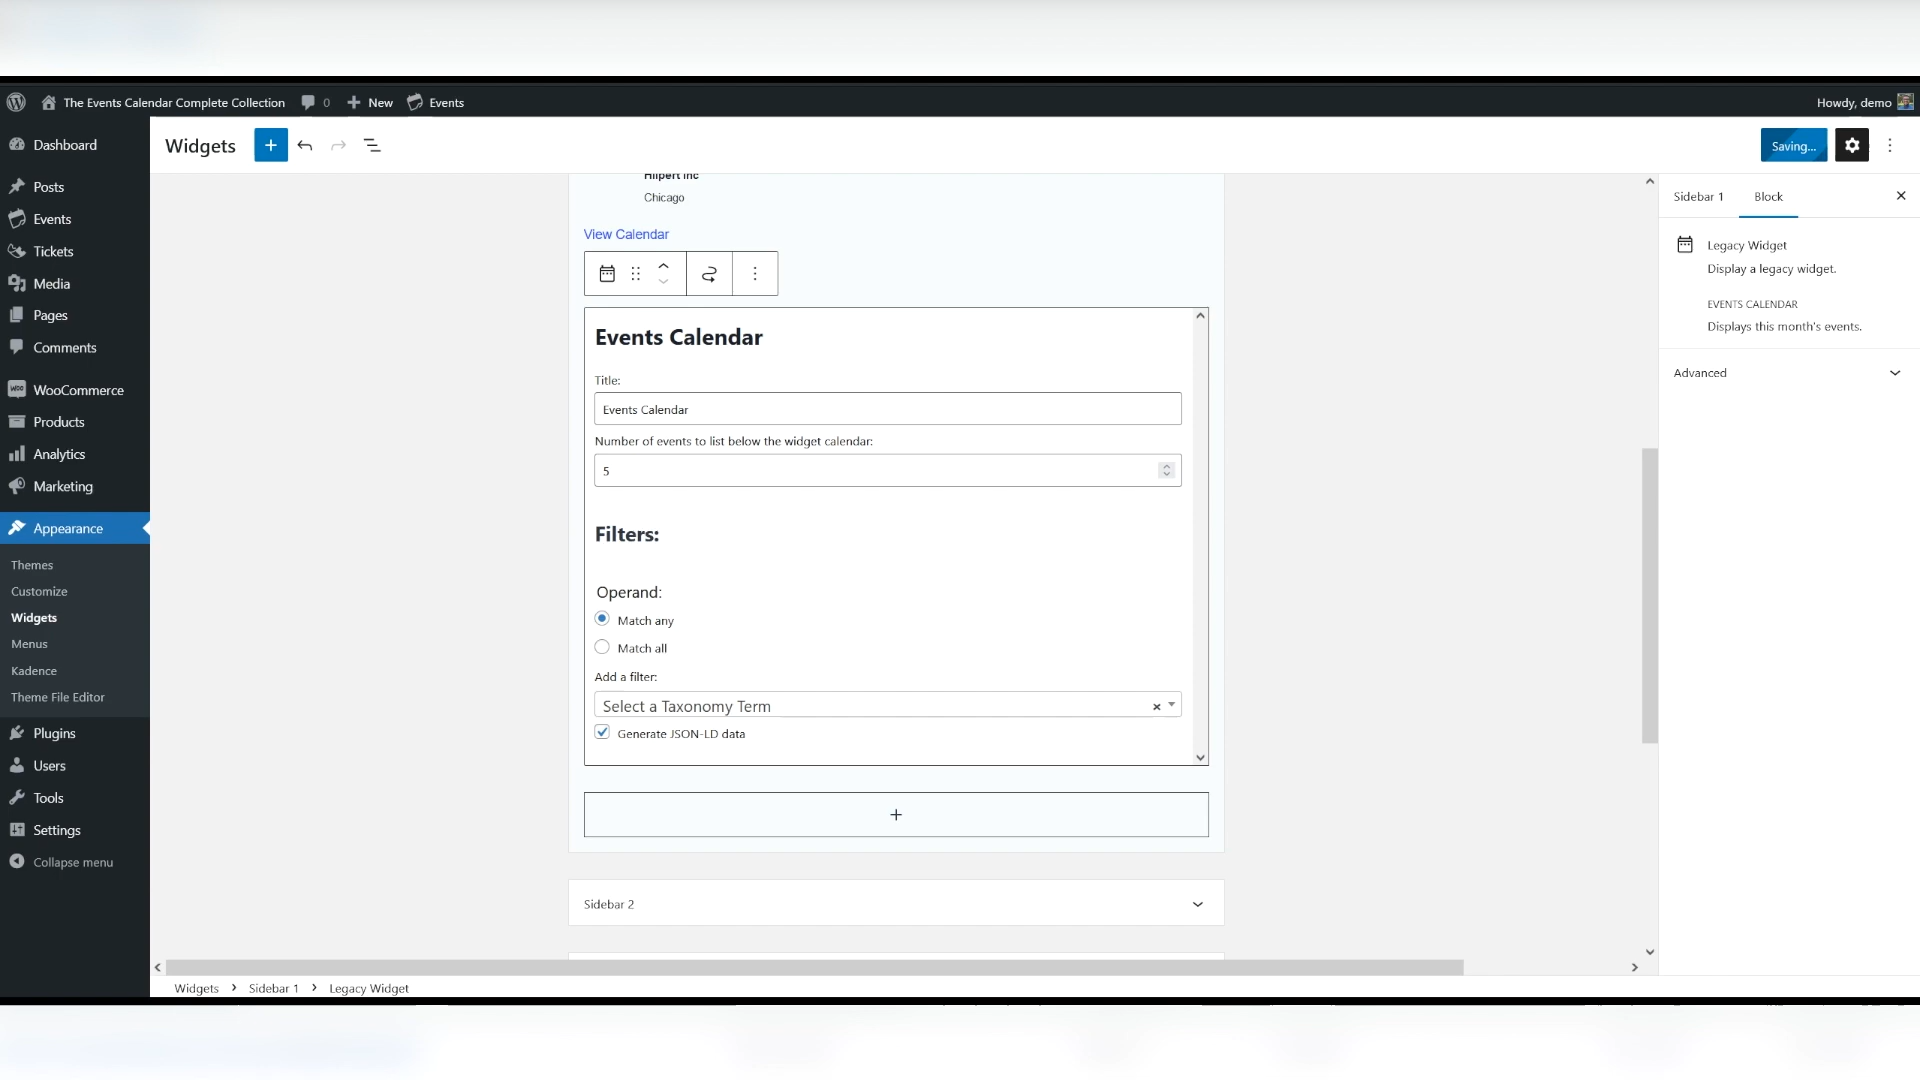 The Events Calendar Complete Collection 0 New Events Howdy, demo
Dashboard
Posts
Events
Tickets
Media
Pages
Comments
WooCommerce
Products
Analytics
Marketing
Appearance
Themes
Customize
Widgets
Menus
Kadence
Theme File Editor
Plugins
Users
Tools
Settings
Collapse menu
Widgets Saving...
Hilpert Inc
Chicago
View Calendar
Events Calendar
Title:
Events Calendar
Number of events to list below the widget calendar:
5
Filters:
Operand:
Match any
Match all
Add a filter:
Select a Taxonomy Term
Generate JSON-LD data
Sidebar 2
Sidebar 1 Block
Legacy Widget
Display a legacy widget.
EVENTS CALENDAR
Displays this month's events.
Advanced
Widgets Sidebar 1 Legacy Widget